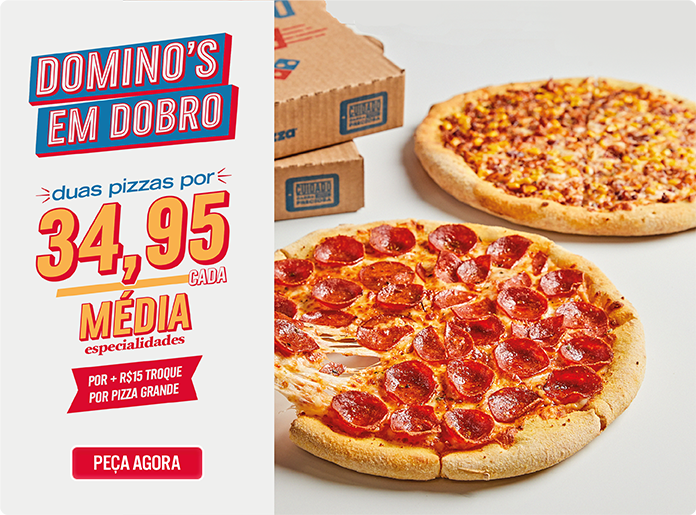 DOMINO'S
EM DOBRO
duas pizzas por
34,95
CADA
MÉDIA
especialidades
POR + R$15 TROQUE
POR PIZZA GRANDE
PEÇA AGORA
CUIDADO
CUIDADO